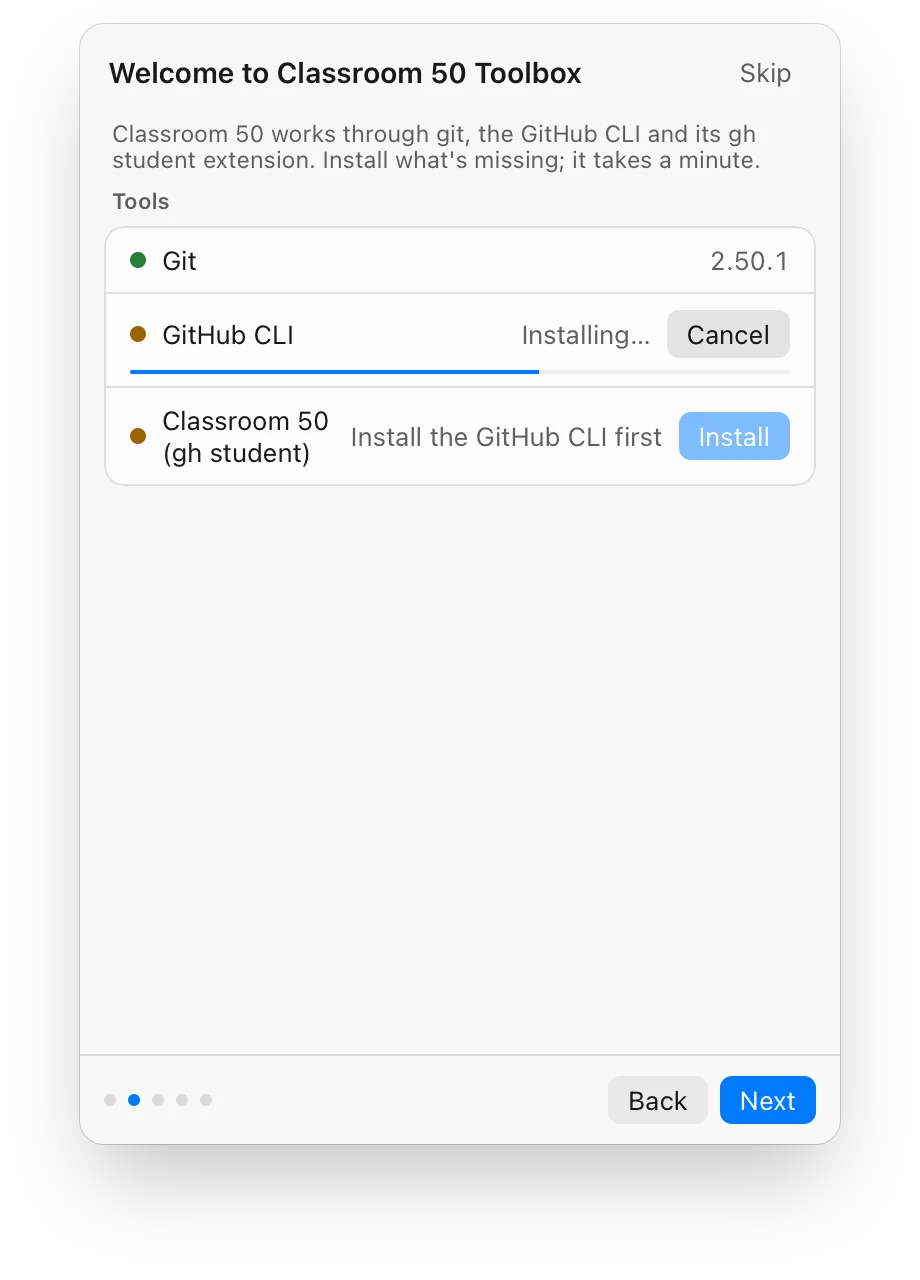 Welcome to Classroom 50 Toolbox
Skip
Classroom 50 works through git, the GitHub CLI and its gh
student extension. Install what's missing; it takes a minute.
Tools
Git
2.50.1
GitHub CLI
Installing...
Cancel
Classroom 50
(gh student)
Install the GitHub CLI first
Install
Back
Next